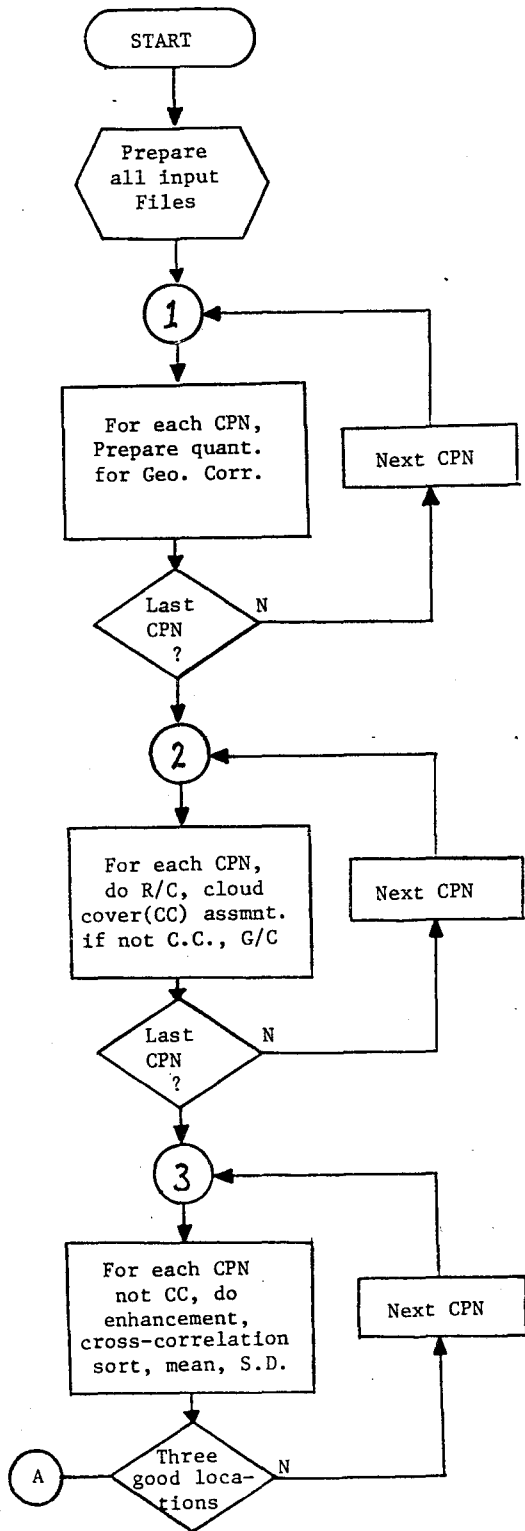 START
Prepare
all input
Files
1
For each CPN,
Prepare quant.
for Geo. Corr.
Next CPN
Last
CPN
?
N
2
For each CPN,
do R/C, cloud
cover(CC) assmnt.
if not C.C., G/C
Next CPN
Last
CPN
?
N
3
For each CPN
not CC, do
enhancement,
cross-correlation
sort, mean, S.D.
Next CPN
A
Three
good loca-
tions
N